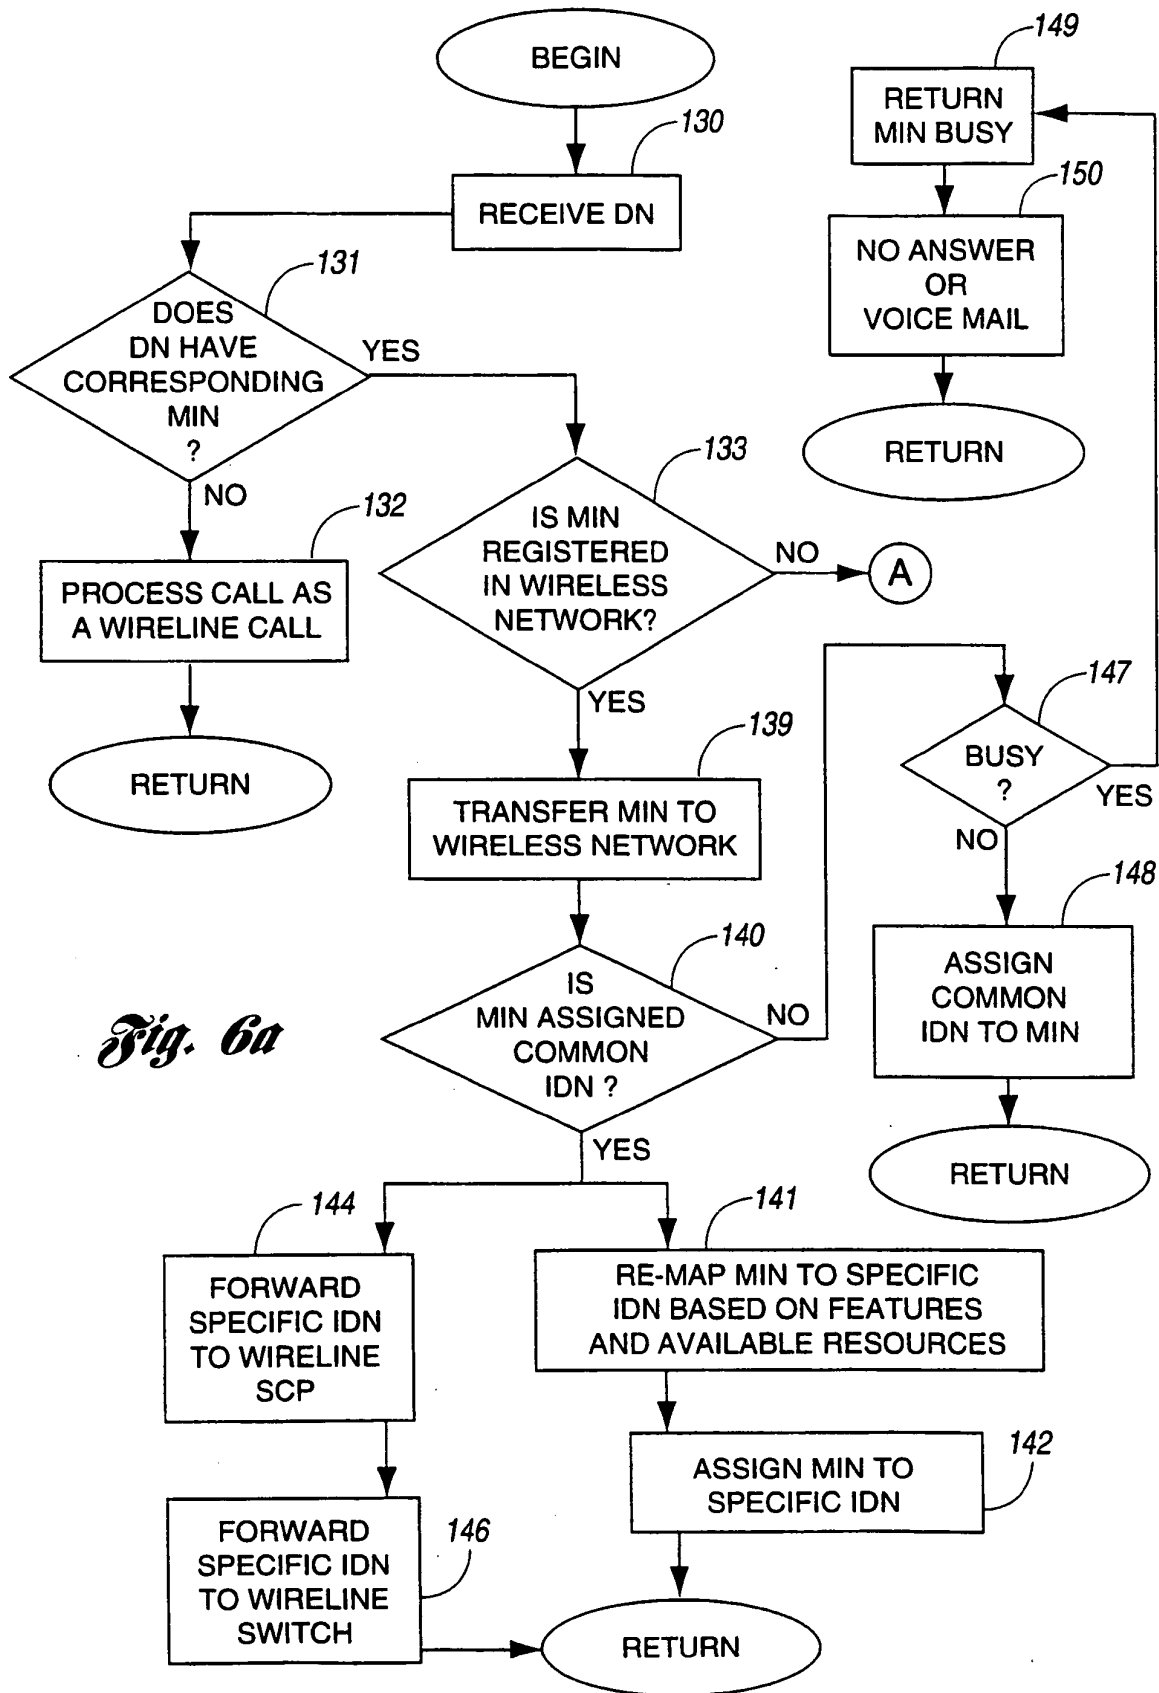 BEGIN
130
RECEIVE DN
131
DOES
DN HAVE
CORRESPONDING
MIN
?
YES
NO
132
PROCESS CALL AS
A WIRELINE CALL
RETURN
133
IS MIN
REGISTERED
IN WIRELESS
NETWORK?
NO
A
YES
139
TRANSFER MIN TO
WIRELESS NETWORK
140
IS
MIN ASSIGNED
COMMON
IDN ?
NO
YES
144
FORWARD
SPECIFIC IDN
TO WIRELINE
SCP
146
FORWARD
SPECIFIC IDN
TO WIRELINE
SWITCH
141
RE-MAP MIN TO SPECIFIC
IDN BASED ON FEATURES
AND AVAILABLE RESOURCES
142
ASSIGN MIN TO
SPECIFIC IDN
RETURN
147
BUSY
?
YES
NO
148
ASSIGN
COMMON
IDN TO MIN
RETURN
149
RETURN
MIN BUSY
150
NO ANSWER
OR
VOICE MAIL
RETURN
Fig. 6a